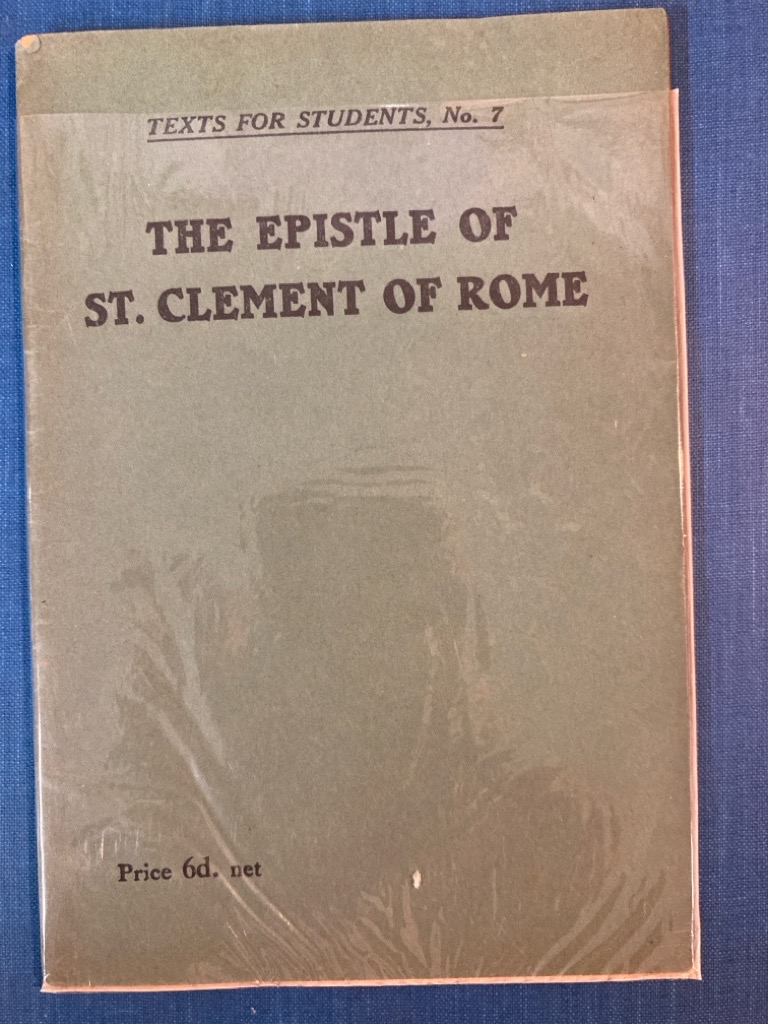 TEXTS FOR STUDENTS, No. 7
THE EPISTLE OF
ST. CLEMENT OF ROME
Price 6d. net